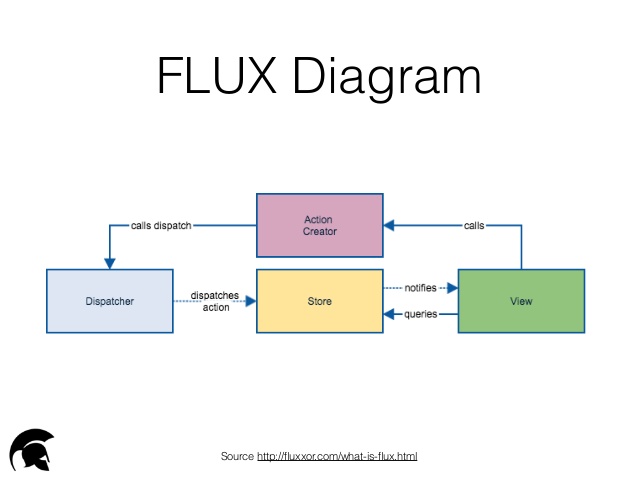 FLUX Diagram
Action
Creator
calls dispatch
calls
Dispatcher
dispatches
action
Store
notifies
queries
View
Source http://fluxxor.com/what-is-flux.html